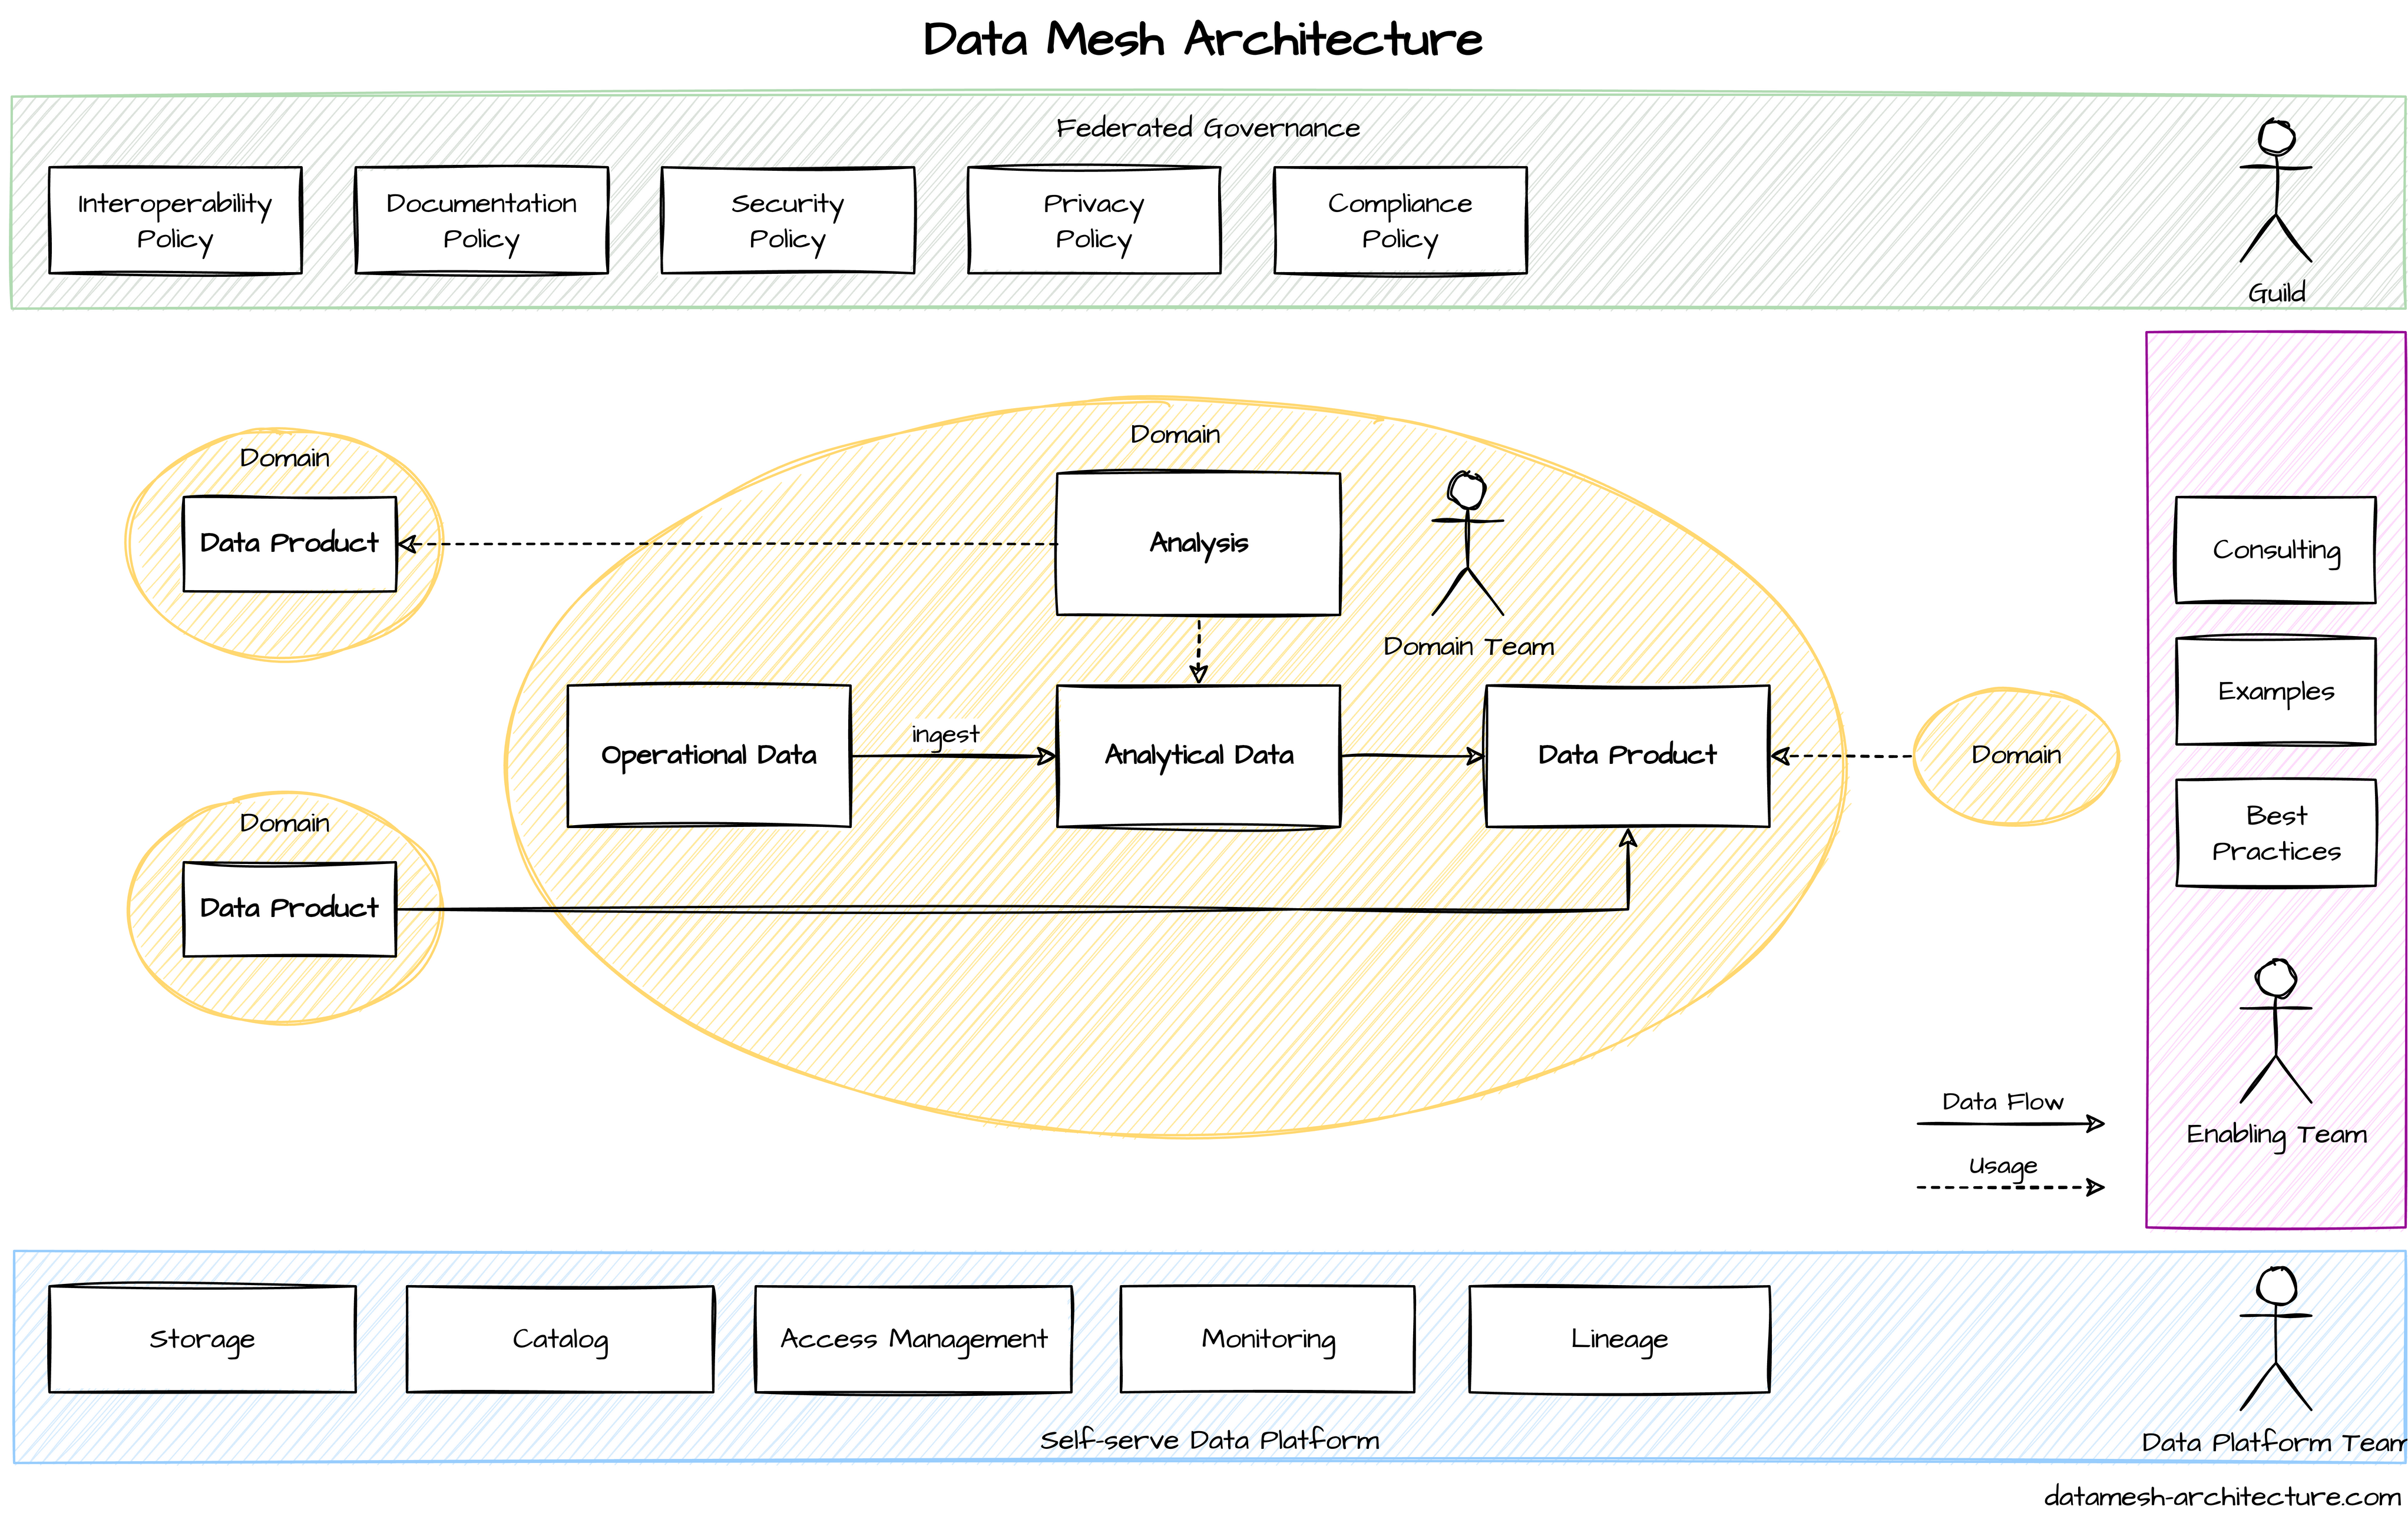 Data Mesh Architecture
Federated Governance
Interoperability
Policy
Documentation
Policy
Security
Policy
Privacy
Policy
Compliance
Policy
Guild
Domain
Data Product
Domain
Analysis
Domain Team
Operational Data
ingest
Analytical Data
Data Product
Domain
Domain
Data Product
Consulting
Examples
Best
Practices
Enabling Team
Data Flow
Usage
Storage
Catalog
Access Management
Monitoring
Lineage
Self-serve Data Platform
Data Platform Team
datamesh-architecture.com